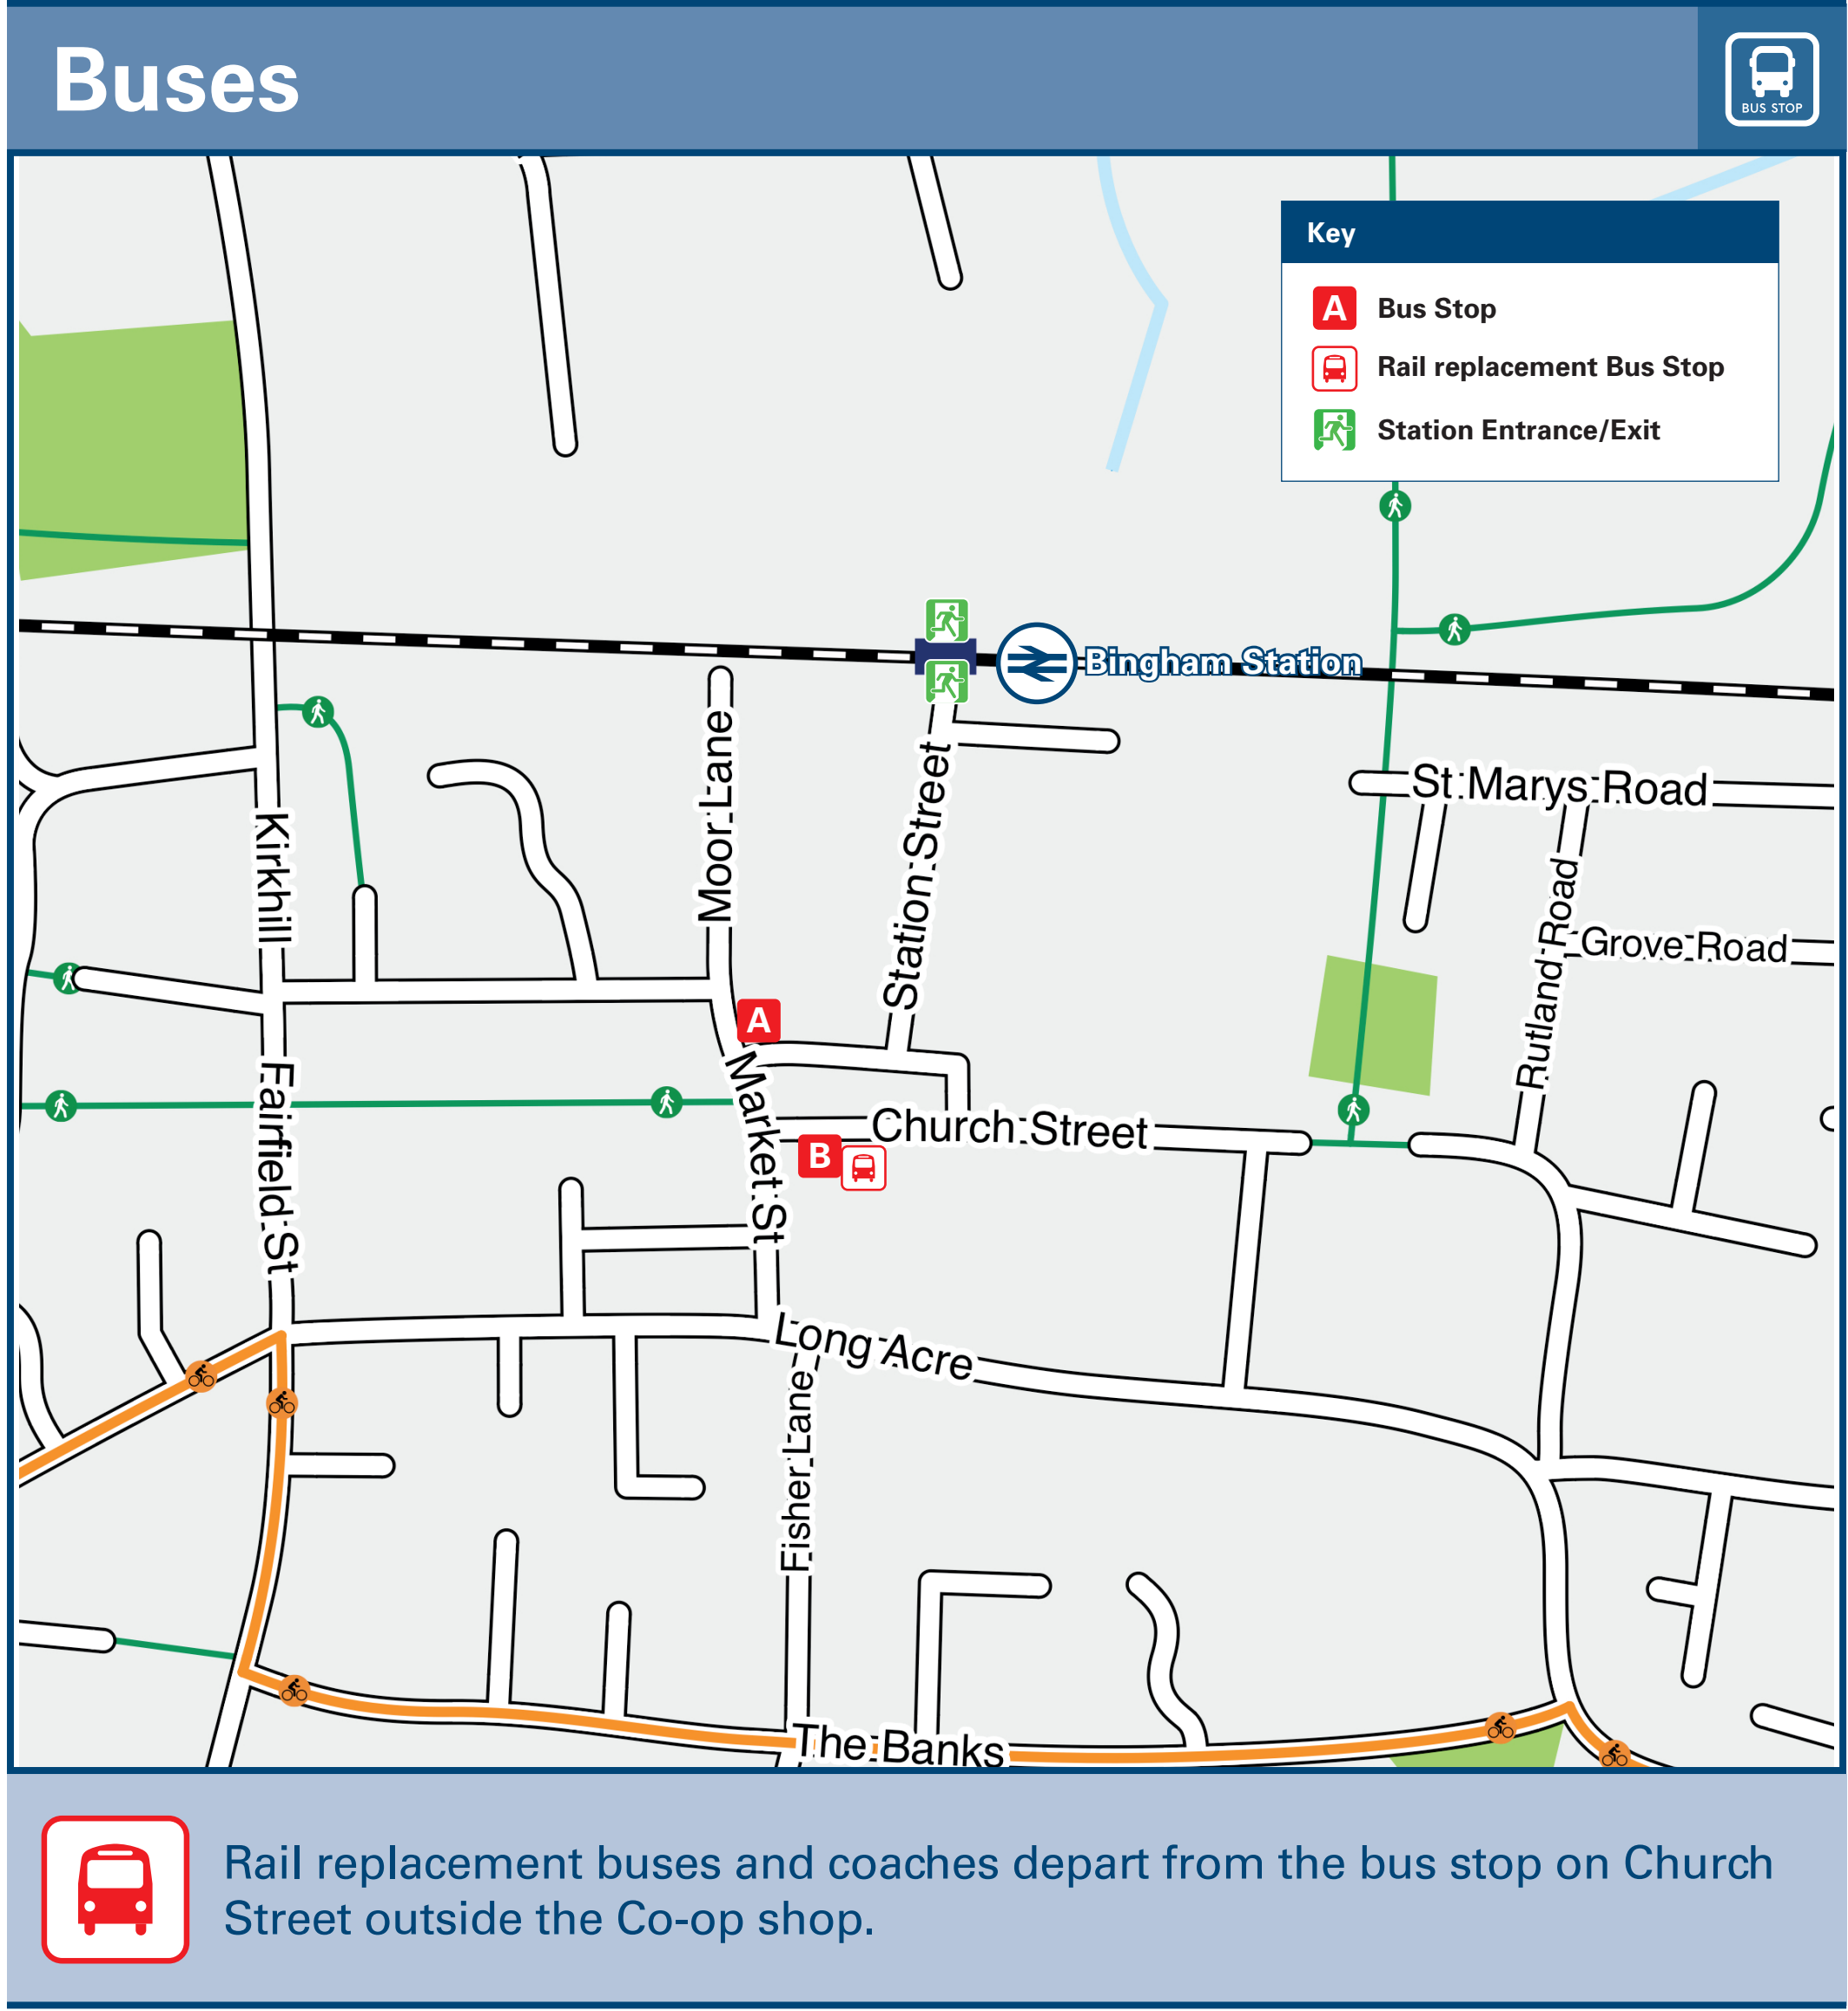 Buses
BUS STOP
Key
A Bus Stop
Rail replacement Bus Stop
Station Entrance/Exit
Bingham Station
Moor Lane
Station Street
St Marys Road
Kirkhill
Rutland Road
Grove Road
A
Market St
Fairfield St
Church Street
B
Long Acre
Fisher Lane
The Banks
Rail replacement buses and coaches depart from the bus stop on Church
Street outside the Co-op shop.